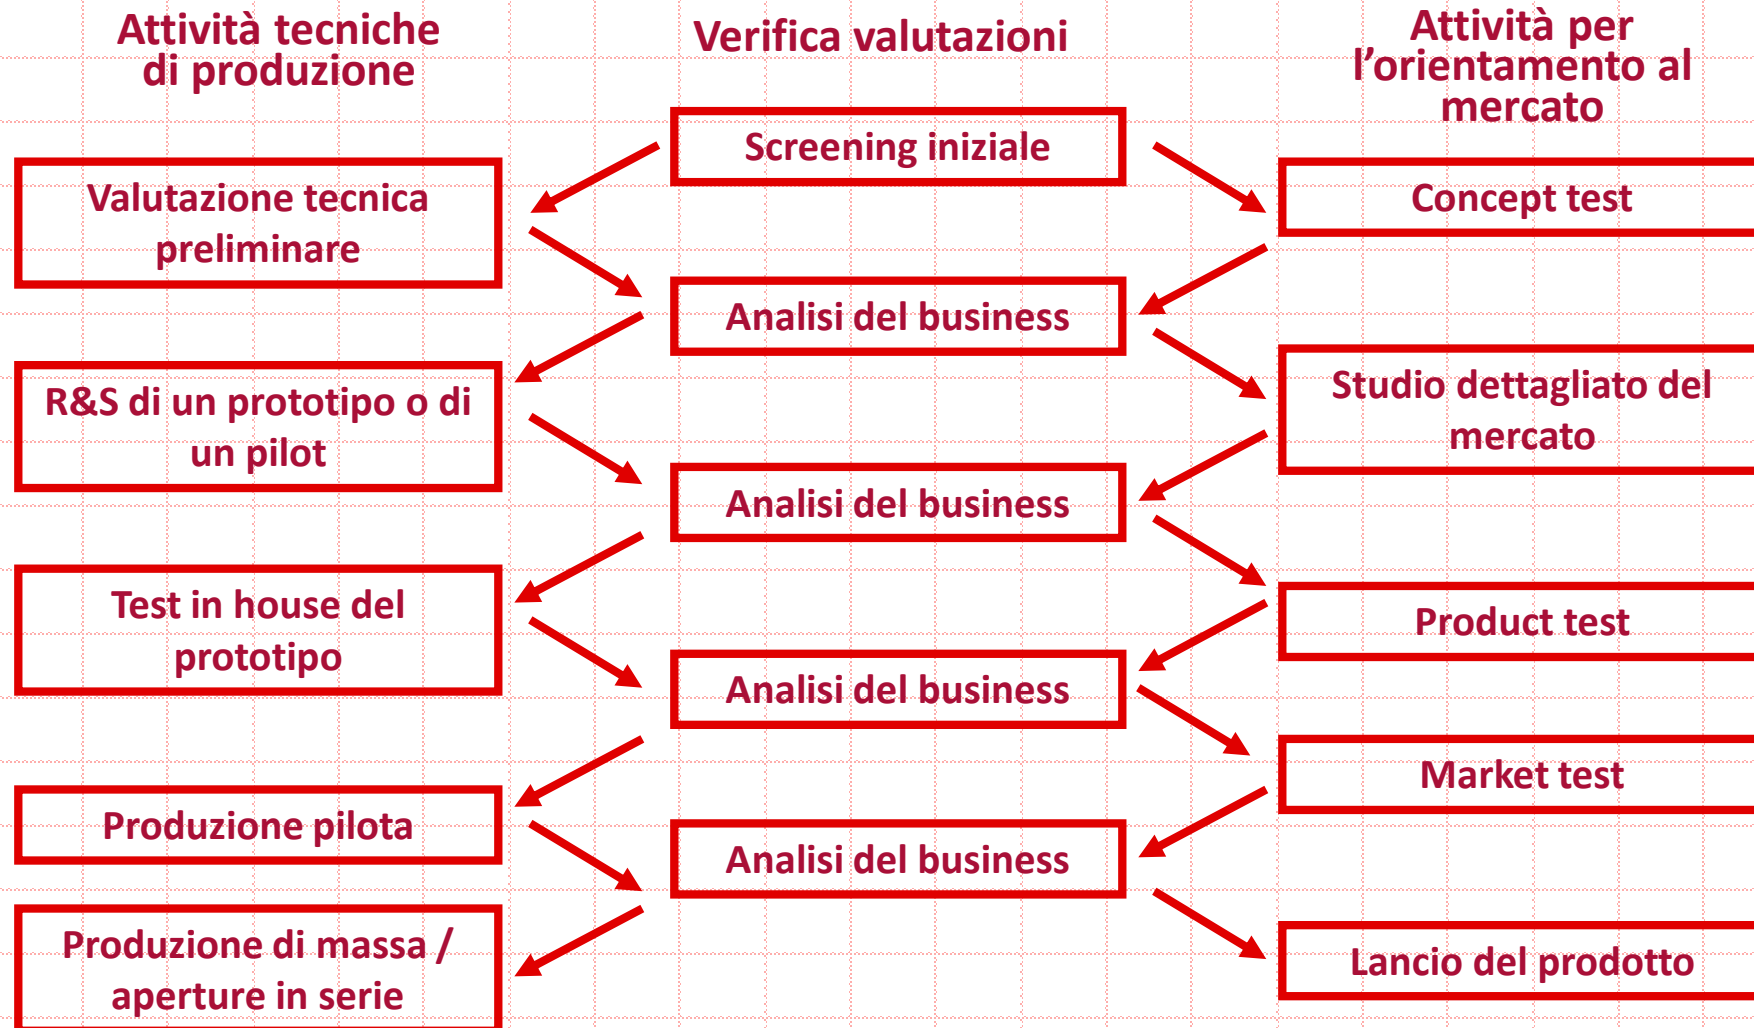 Attività tecniche
di produzione
Verifica valutazioni
Attività per
l'orientamento al
mercato
Screening iniziale
Valutazione tecnica
preliminare
Concept test
Analisi del business
R&S di un prototipo o di
un pilot
Studio dettagliato del
mercato
Analisi del business
Test in house del
prototipo
Product test
Analisi del business
Market test
Produzione pilota
Analisi del business
Produzione di massa /
aperture in serie
Lancio del prodotto